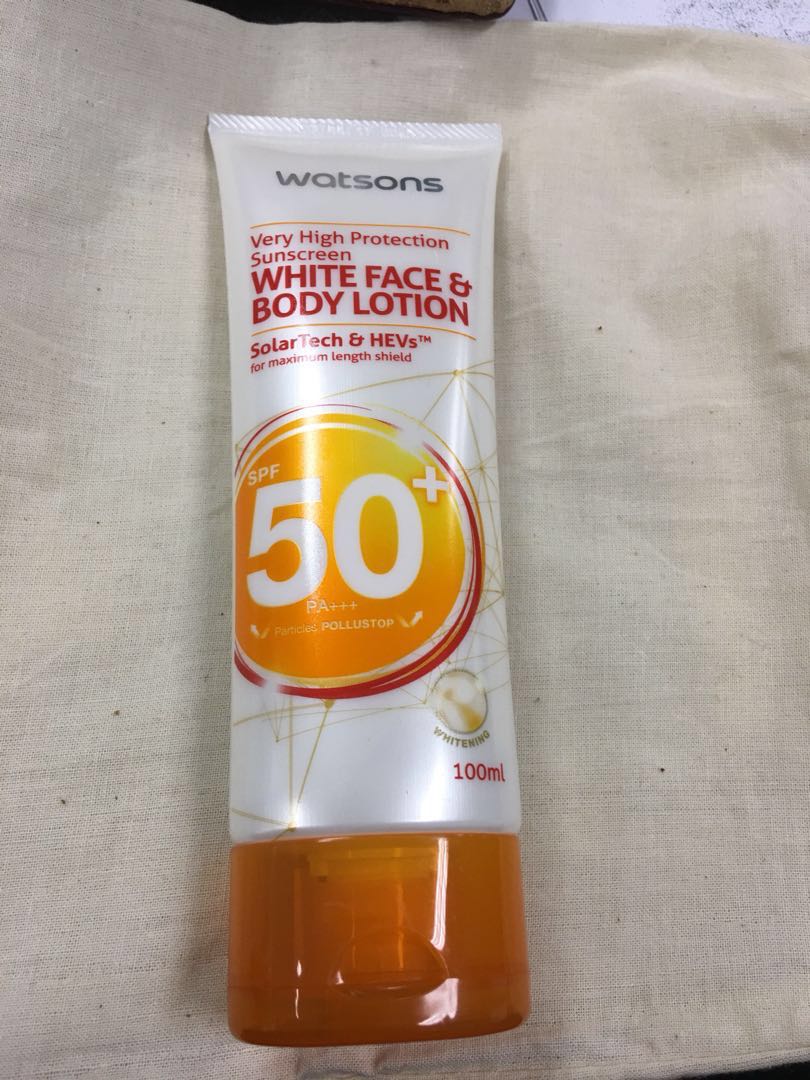 watsons
Very High Protection
Sunscreen
WHITE FACE &
BODY LOTION
SolarTech & HEVs™
for maximum length shield
SPF
50+
PA+++
Particles POLLUSTOP
WHITENING
100ml